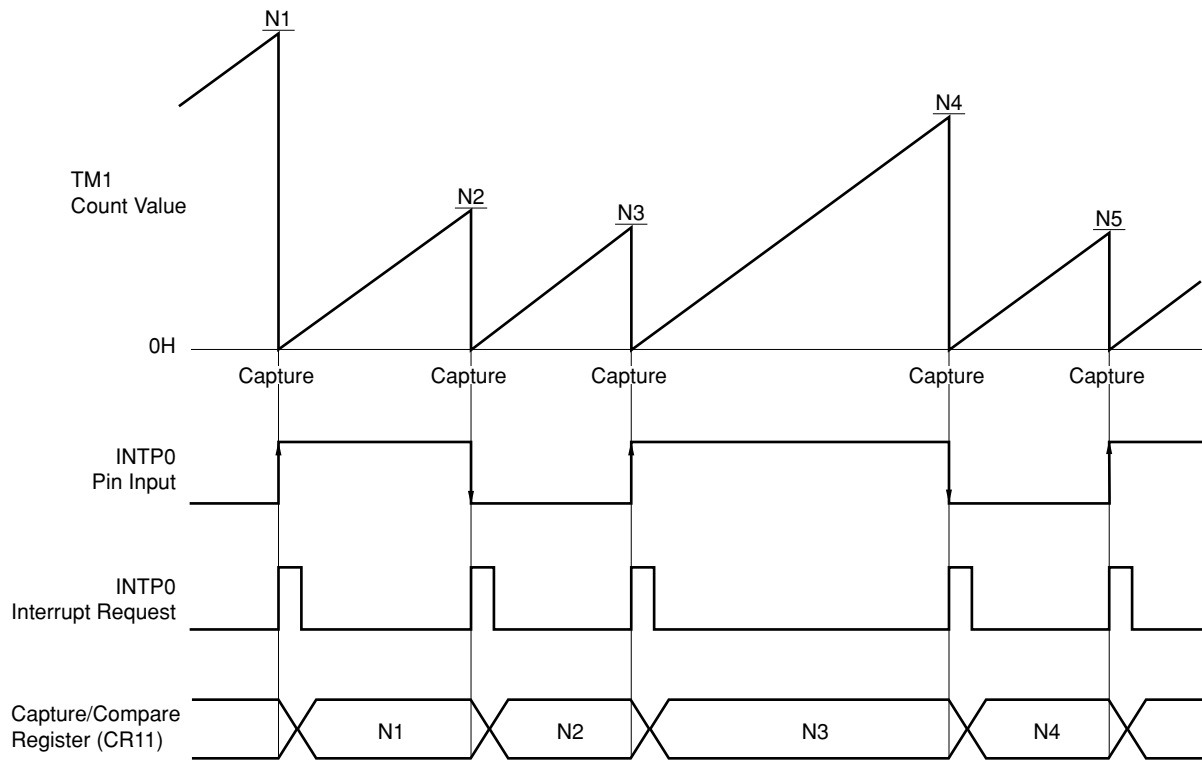 N1
N4
N2
N3
N5
TM1
Count Value
0H
Capture Capture Capture Capture Capture
INTP0
Pin Input
INTP0
Interrupt Request
Capture/Compare
Register (CR11)
N1 N2 N3 N4